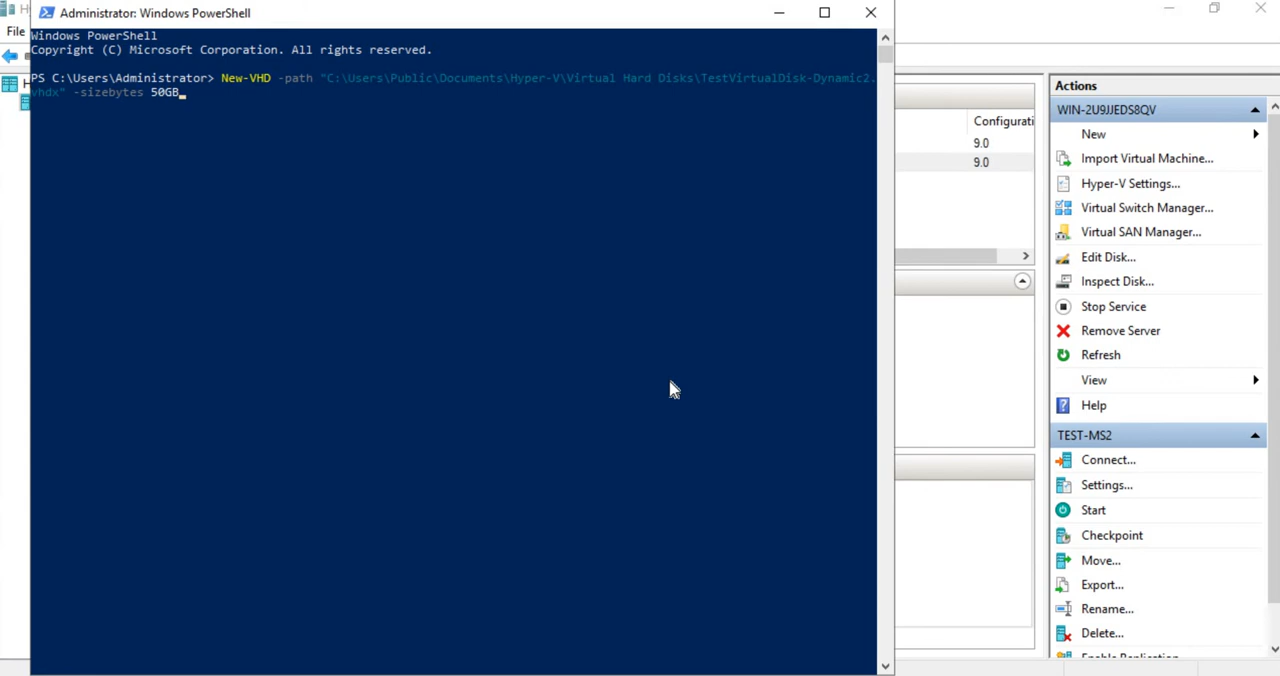 Administrator: Windows PowerShell
File
Windows PowerShell
Copyright (C) Microsoft Corporation. All rights reserved.
PS C:\Users\Administrator> New-VHD -path "C:\Users\Public\Documents\Hyper-V\Virtual Hard Disks\TestVirtualDisk-Dynamic2.
vhdx" -sizebytes 50GB
Configurati
9.0
9.0
Actions
WIN-2U9JJEDS8QV
New
Import Virtual Machine...
Hyper-V Settings...
Virtual Switch Manager...
Virtual SAN Manager...
Edit Disk...
Inspect Disk...
Stop Service
Remove Server
Refresh
View
Help
TEST-MS2
Connect...
Settings...
Start
Checkpoint
Move...
Export...
Rename...
Delete...
Enable Replication...